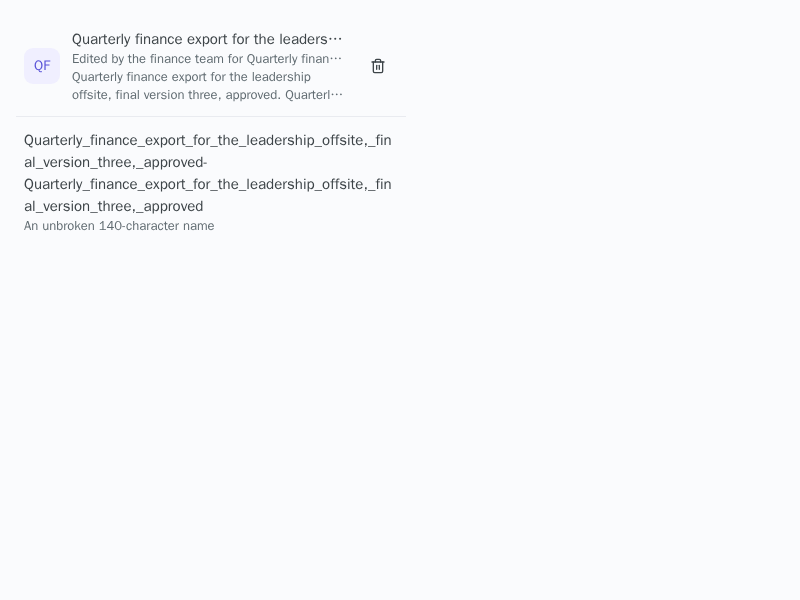 QF
Quarterly finance export for the leaders…
Edited by the finance team for Quarterly finan…
Quarterly finance export for the leadership
offsite, final version three, approved. Quarterl…
Quarterly_finance_export_for_the_leadership_offsite,_fin
al_version_three,_approved-
Quarterly_finance_export_for_the_leadership_offsite,_fin
al_version_three,_approved
An unbroken 140-character name